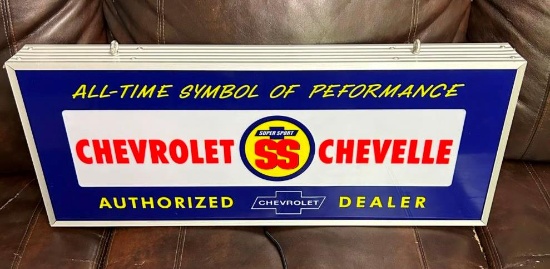 ALL-TIME SYMBOL OF PEFORMANCE
CHEVROLET SUPER SPORT SS CHEVELLE
AUTHORIZED CHEVROLET DEALER